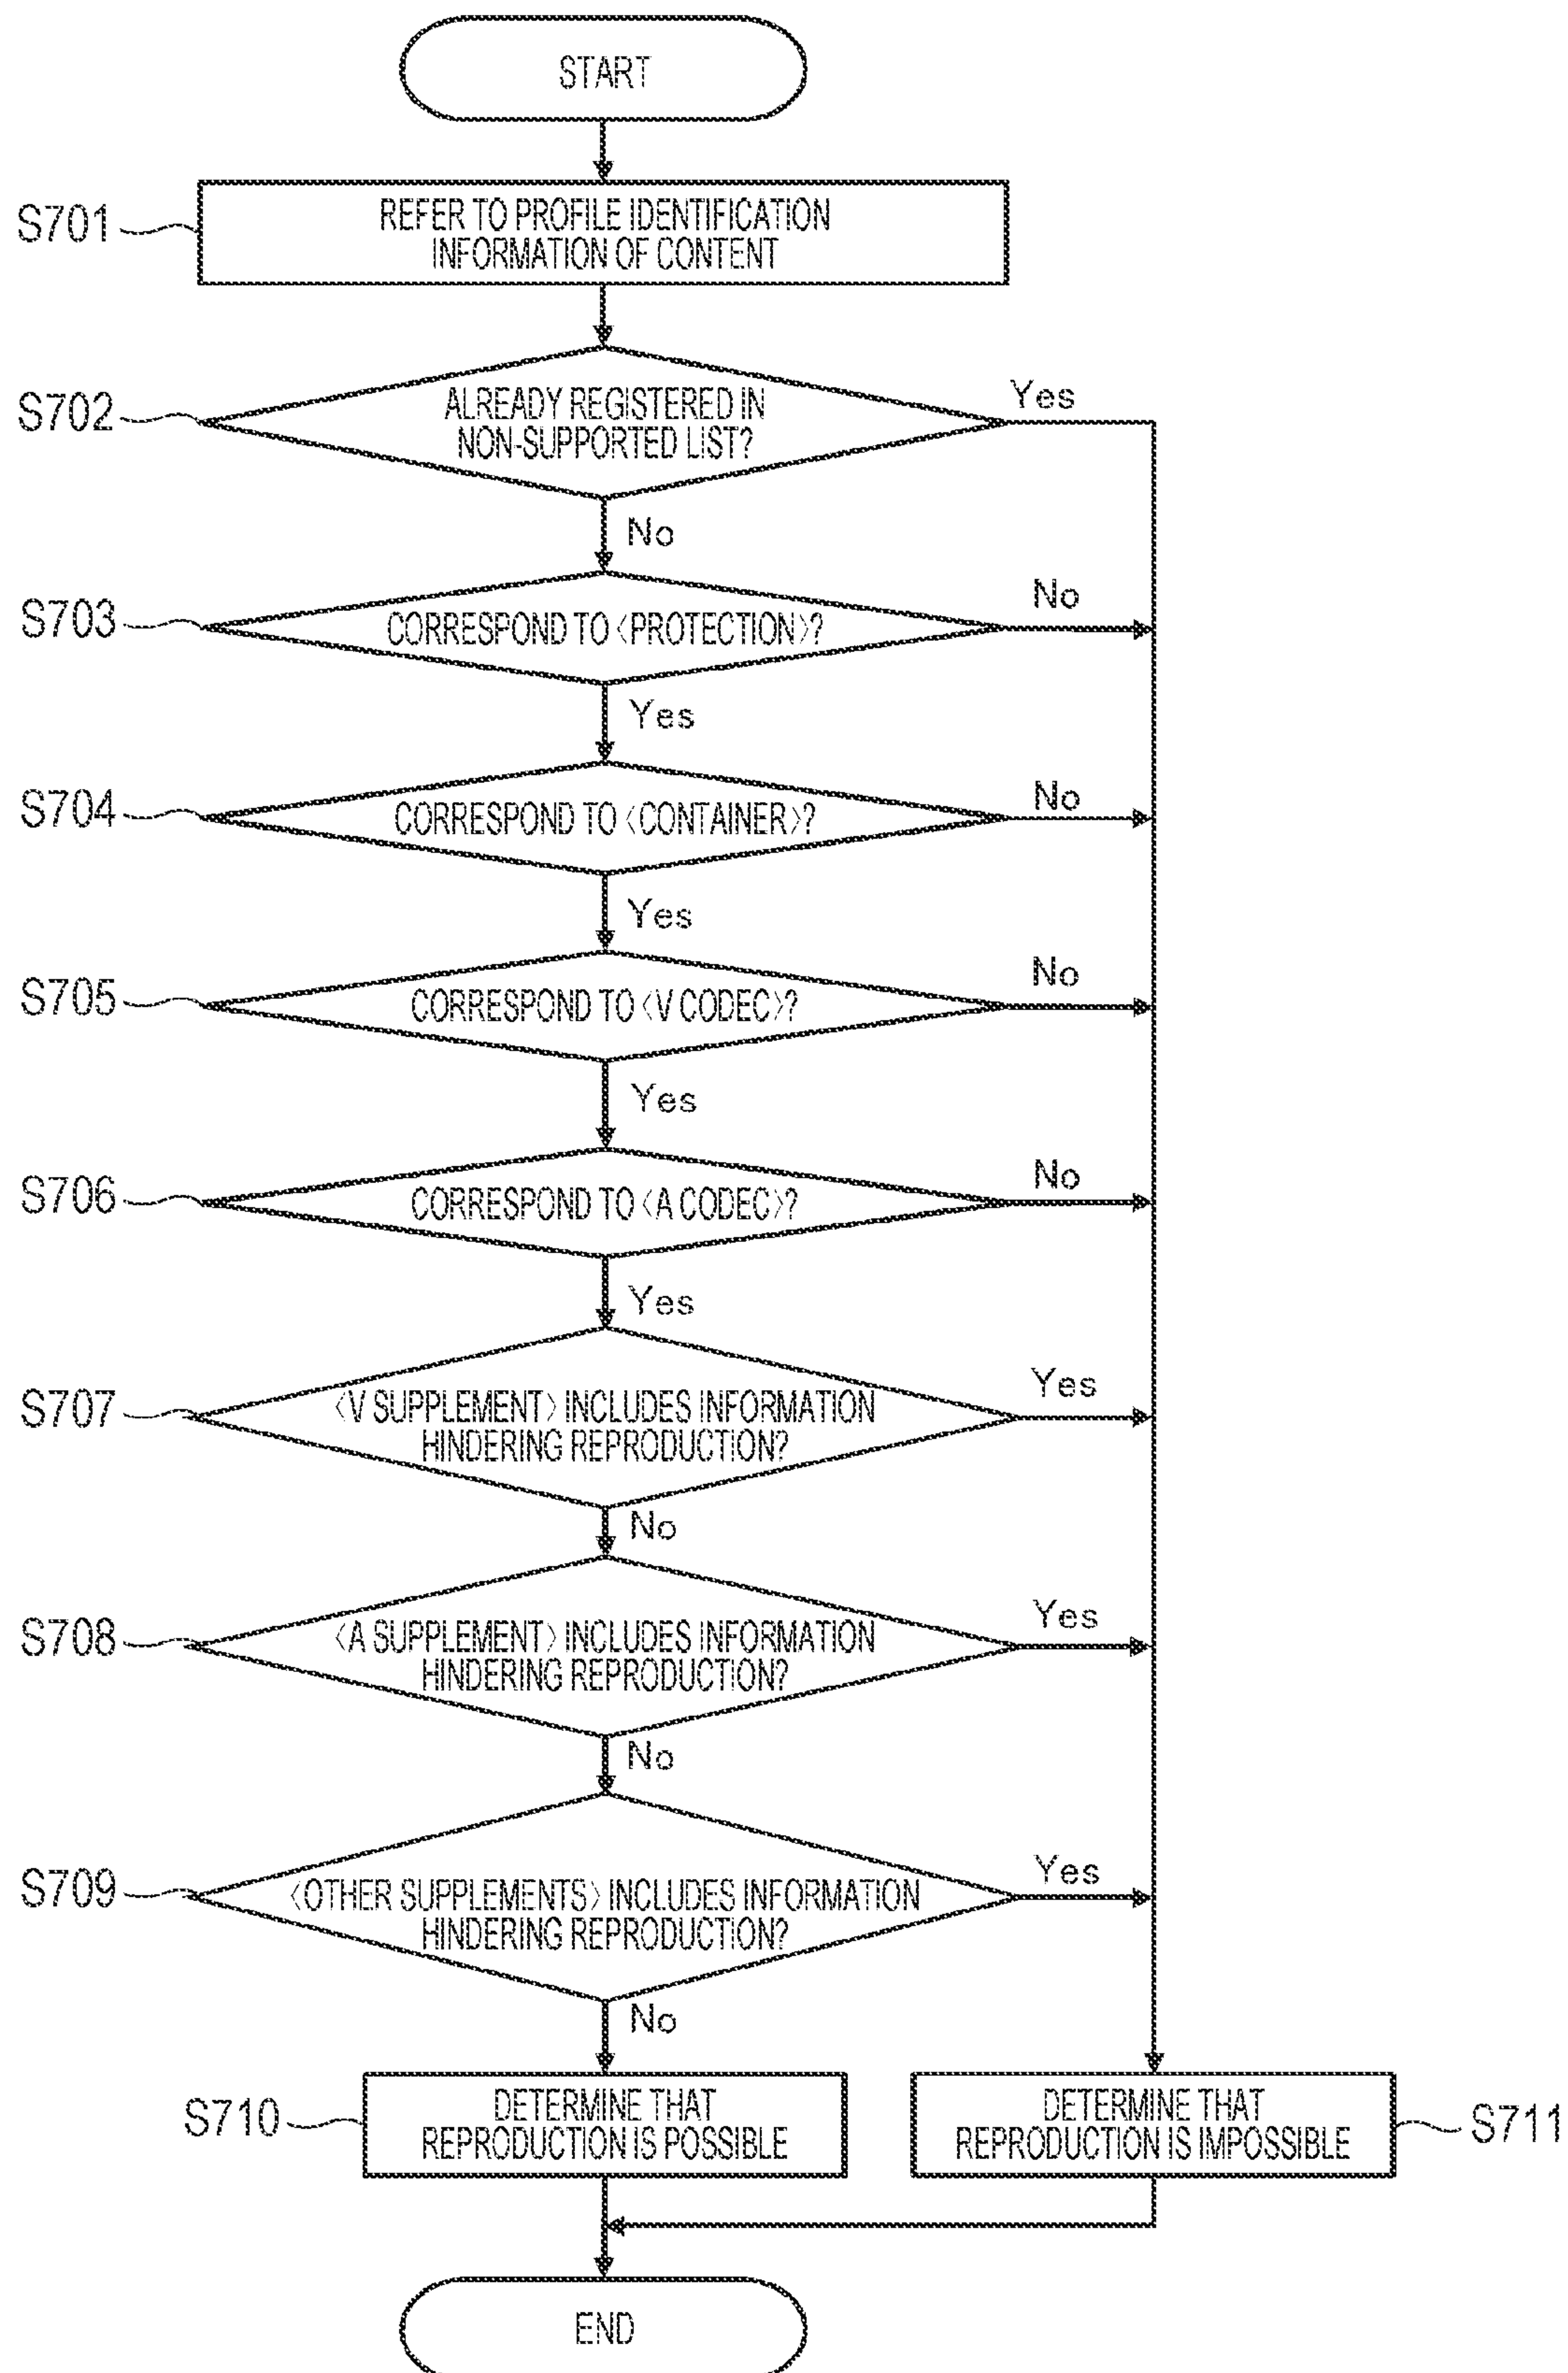 START
S701
REFER TO PROFILE IDENTIFICATION
INFORMATION OF CONTENT
S702
ALREADY REGISTERED IN
NON-SUPPORTED LIST?
Yes
No
S703
CORRESPOND TO <PROTECTION>?
No
Yes
S704
CORRESPOND TO <CONTAINER>?
No
Yes
S705
CORRESPOND TO <V CODEC>?
No
Yes
S706
CORRESPOND TO <A CODEC>?
No
Yes
S707
<V SUPPLEMENT> INCLUDES INFORMATION
HINDERING REPRODUCTION?
Yes
No
S708
<A SUPPLEMENT> INCLUDES INFORMATION
HINDERING REPRODUCTION?
Yes
No
S709
<OTHER SUPPLEMENTS> INCLUDES INFORMATION
HINDERING REPRODUCTION?
Yes
No
S710
DETERMINE THAT
REPRODUCTION IS POSSIBLE
DETERMINE THAT
REPRODUCTION IS IMPOSSIBLE
S711
END